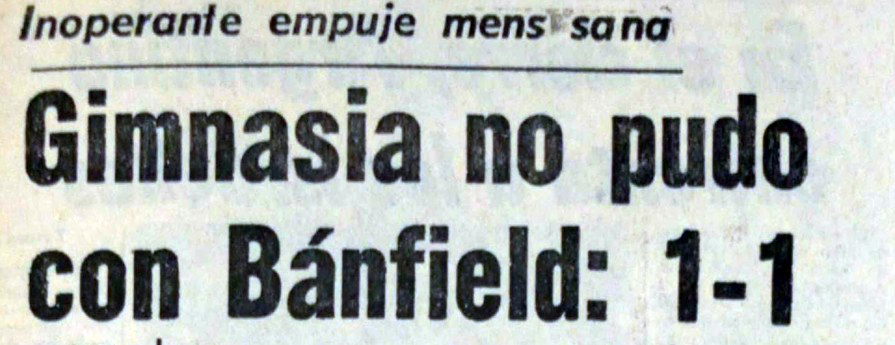 Inoperante empuje mens sana
Gimnasia no pudo
con Bánfield: 1-1